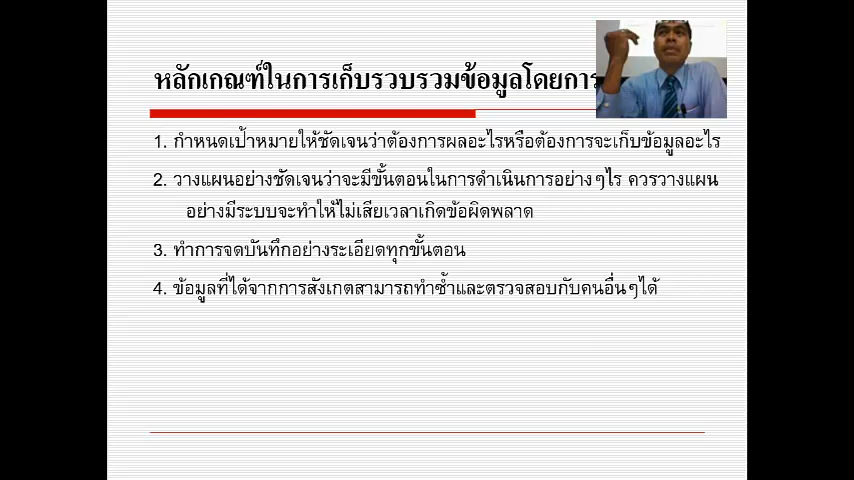 หลักเกณฑ์ในการเก็บรวบรวมข้อมูลโดยการ
1. กำหนดเป้าหมายให้ชัดเจนว่าต้องการผลอะไรหรือต้องการจะเก็บข้อมูลอะไร
2. วางแผนอย่างชัดเจนว่าจะมีขั้นตอนในการดำเนินการอย่างๆไร ควรวางแผน
อย่างมีระบบจะทำให้ไม่เสียเวลาเกิดข้อผิดพลาด
3. ทำการจดบันทึกอย่างระเอียดทุกขั้นตอน
4. ข้อมูลที่ได้จากการสังเกตสามารถทำซ้ำและตรวจสอบกับคนอื่นๆได้